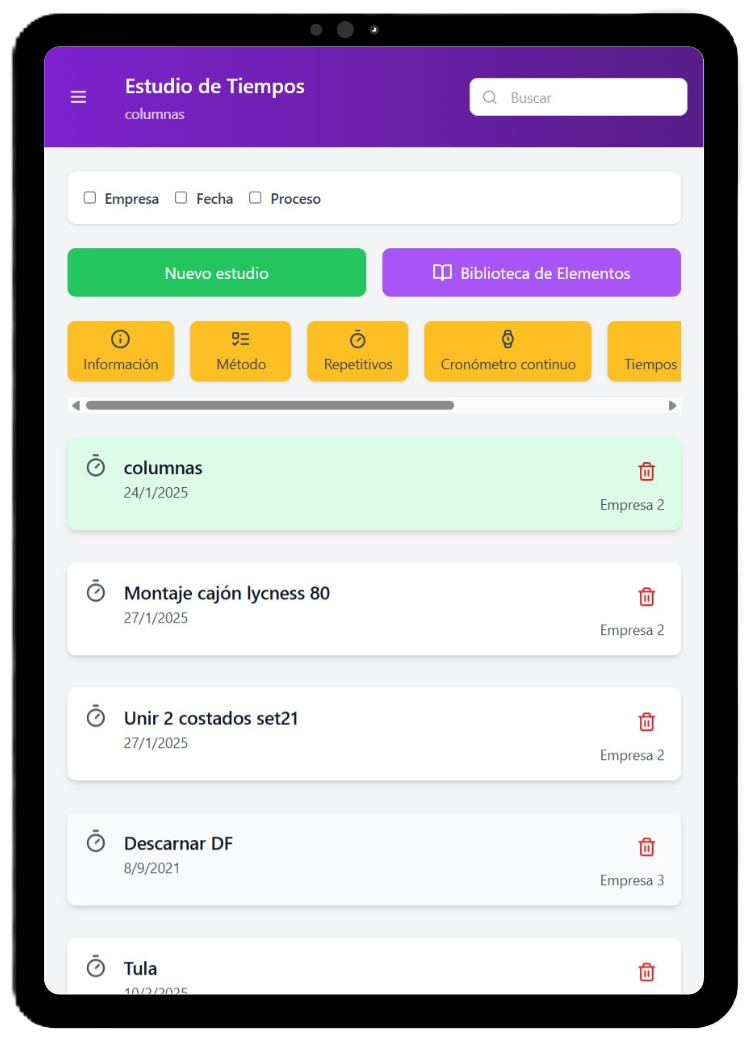 Estudio de Tiempos
columnas
Buscar
Empresa
Fecha
Proceso
Nuevo estudio
Biblioteca de Elementos
Información
Método
Repetitivos
Cronómetro continuo
Tiempos
columnas
24/1/2025
Empresa 2
Montaje cajón lycness 80
27/1/2025
Empresa 2
Unir 2 costados set21
27/1/2025
Empresa 2
Descarnar DF
8/9/2021
Empresa 3
Tula